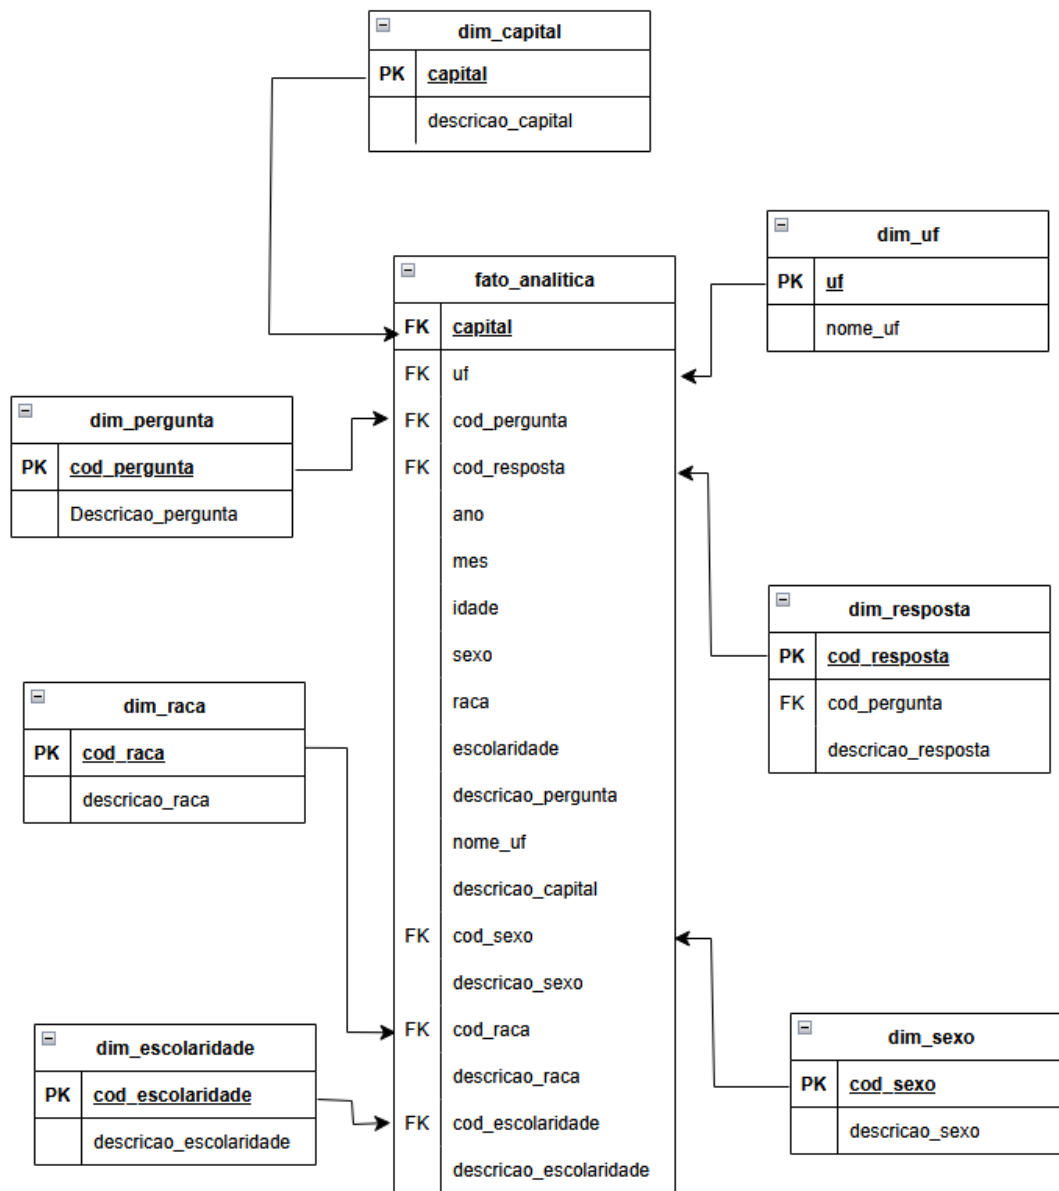 dim_capital
PK capital
descricao_capital
dim_uf
PK uf
nome_uf
fato_analitica
FK capital
FK uf
FK cod_pergunta
FK cod_resposta
ano
mes
idade
sexo
raca
escolaridade
descricao_pergunta
nome_uf
descricao_capital
FK cod_sexo
descricao_sexo
FK cod_raca
descricao_raca
FK cod_escolaridade
descricao_escolaridade
dim_pergunta
PK cod_pergunta
Descricao_pergunta
dim_resposta
PK cod_resposta
FK cod_pergunta
descricao_resposta
dim_raca
PK cod_raca
descricao_raca
dim_escolaridade
PK cod_escolaridade
descricao_escolaridade
dim_sexo
PK cod_sexo
descricao_sexo